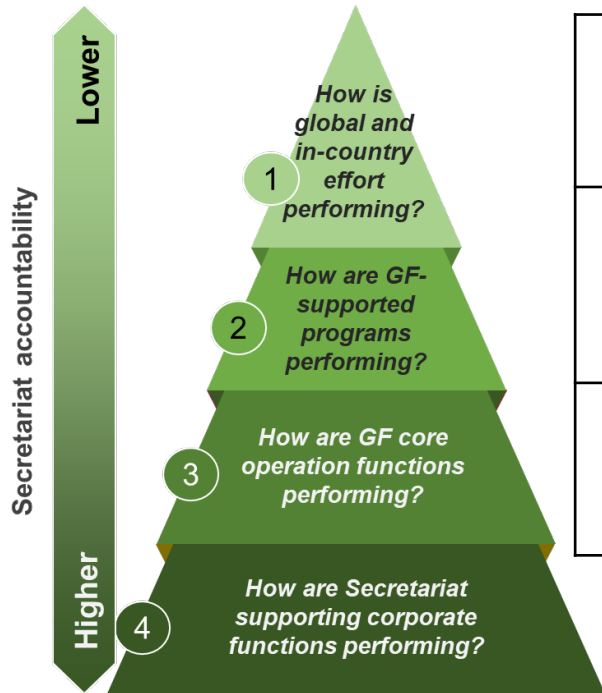 Secretariat accountability
Lower
Higher
1
How is
global and
in-country
effort
performing?
2
How are GF-
supported
programs
performing?
3
How are GF core
operation functions
performing?
4
How are Secretariat
supporting corporate
functions performing?